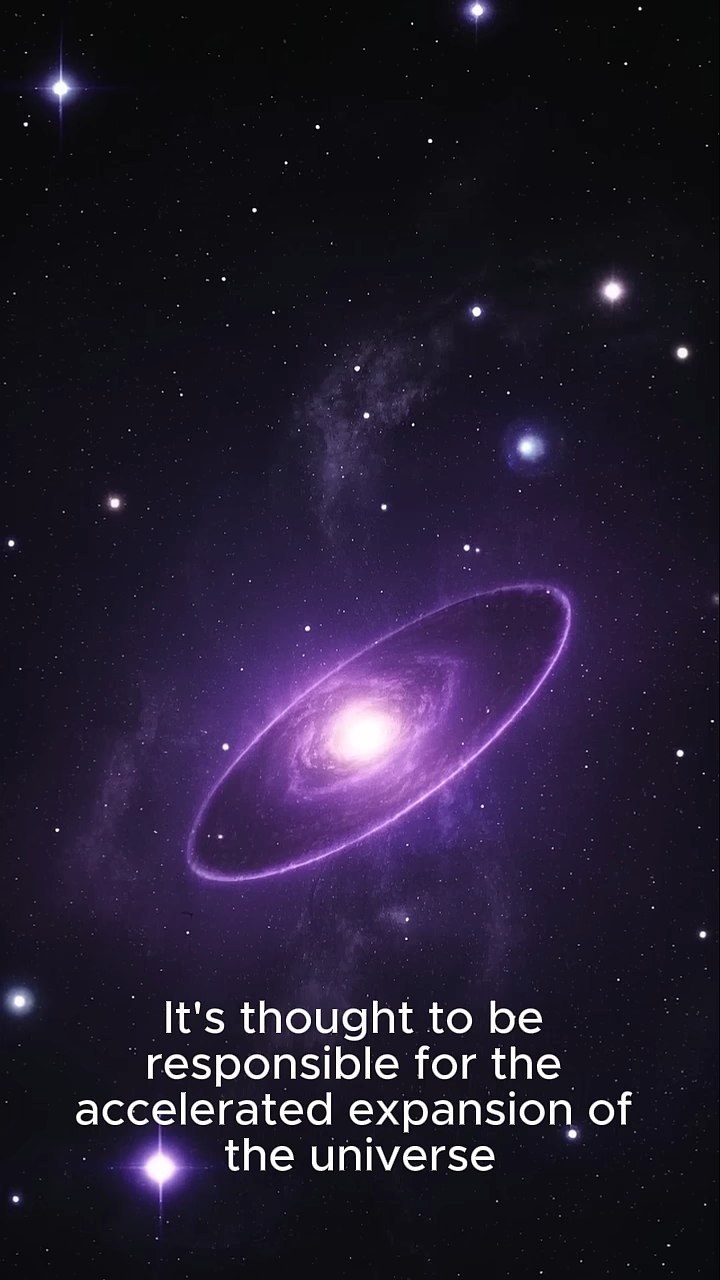 It's thought to be
responsible for the
accelerated expansion of
the universe